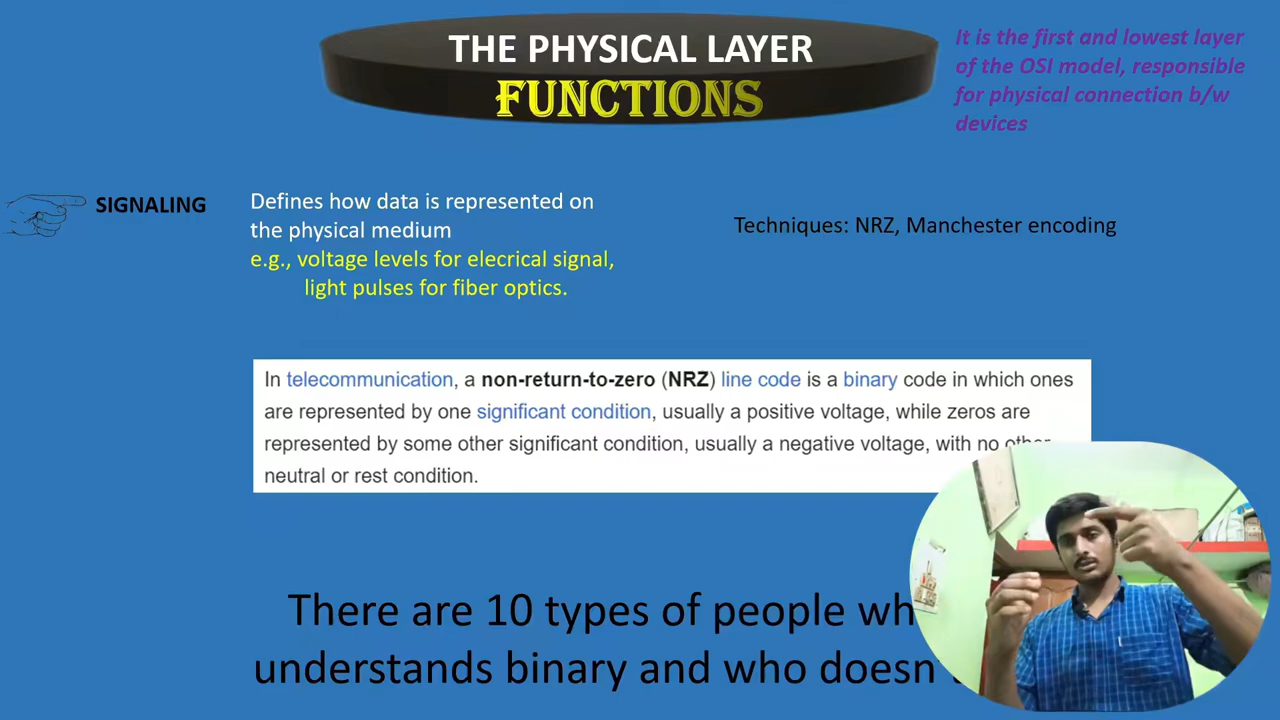 THE PHYSICAL LAYER
FUNCTIONS
It is the first and lowest layer
of the OSI model, responsible
for physical connection b/w
devices
SIGNALING
Defines how data is represented on
the physical medium
e.g., voltage levels for elecrical signal,
light pulses for fiber optics.
Techniques: NRZ, Manchester encoding
In telecommunication, a non-return-to-zero (NRZ) line code is a binary code in which ones
are represented by one significant condition, usually a positive voltage, while zeros are
represented by some other significant condition, usually a negative voltage, with no other
neutral or rest condition.
There are 10 types of people
understands binary and who